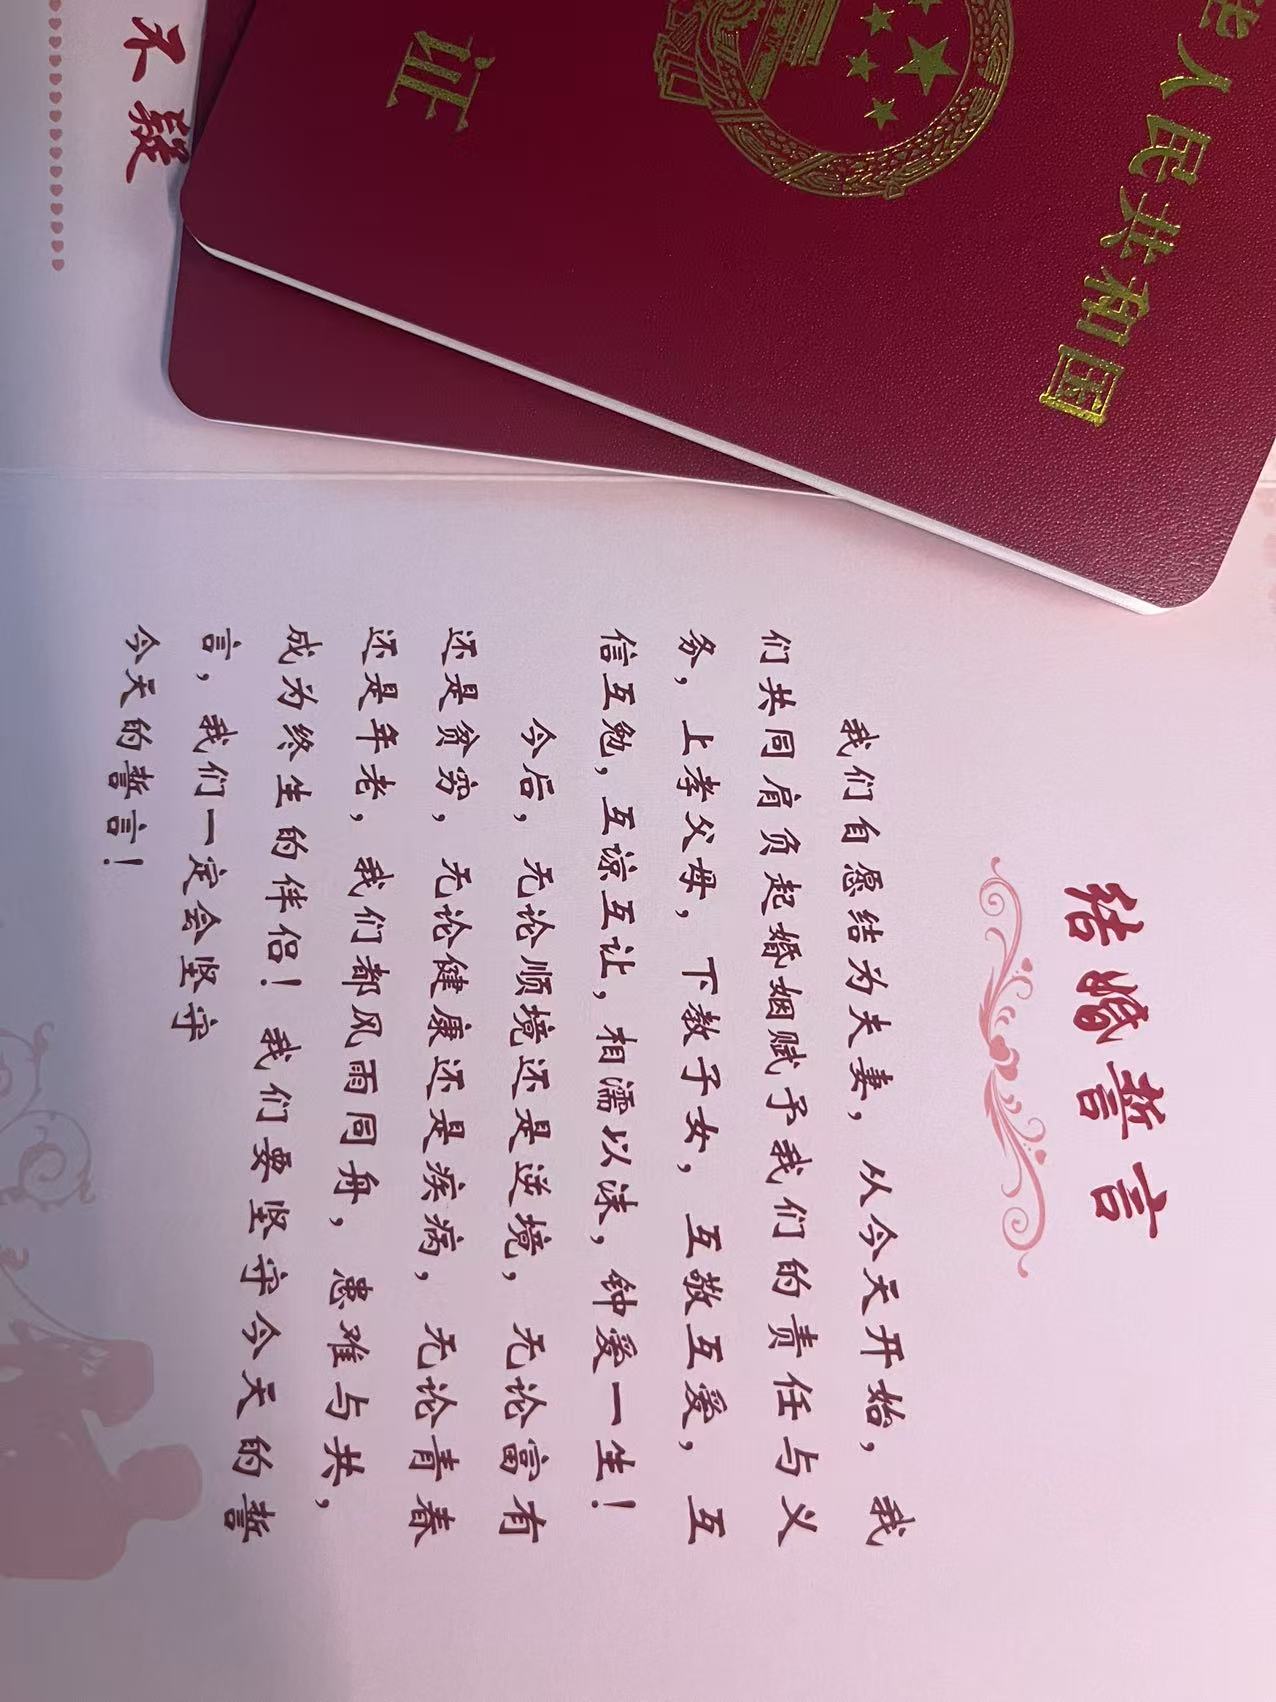 华人民共和国
证
不疑
结婚誓言
我们自愿结为夫妻，从今天开始，我
们共同肩负起婚姻赋予我们的责任与义
务，上孝父母，下教子女，互敬互爱，互
信互勉，互谅互让，相濡以沫，钟爱一生！
今后，无论顺境还是逆境，无论富有
还是贫穷，无论健康还是疾病，无论青春
还是年老，我们都风雨同舟，患难与共，
成为终生的伴侣！我们要坚守今天的誓
言，我们一定会坚守
今天的誓言！